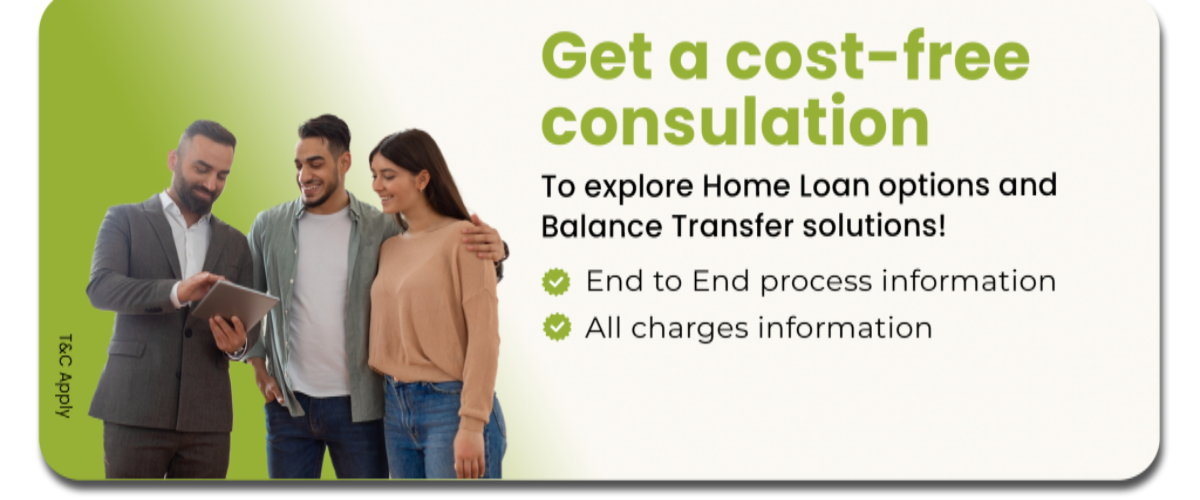 Get a cost-free
consulation
To explore Home Loan options and
Balance Transfer solutions!
End to End process information
All charges information
T&C Apply